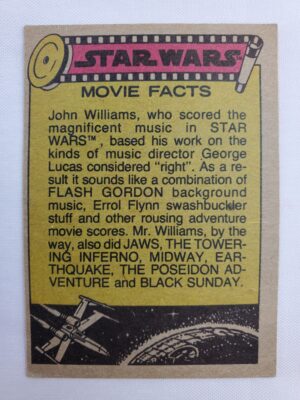 STAR WARS™
MOVIE FACTS
John Williams, who scored the
magnificent music in STAR
WARS™, based his work on the
kinds of music director George
Lucas considered "right". As a re-
sult it sounds like a combination of
FLASH GORDON background
music, Errol Flynn swashbuckler
stuff and other rousing adventure
movie scores. Mr. Williams, by the
way, also did JAWS, THE TOWER-
ING INFERNO, MIDWAY, EAR-
THQUAKE, THE POSEIDON AD-
VENTURE and BLACK SUNDAY.